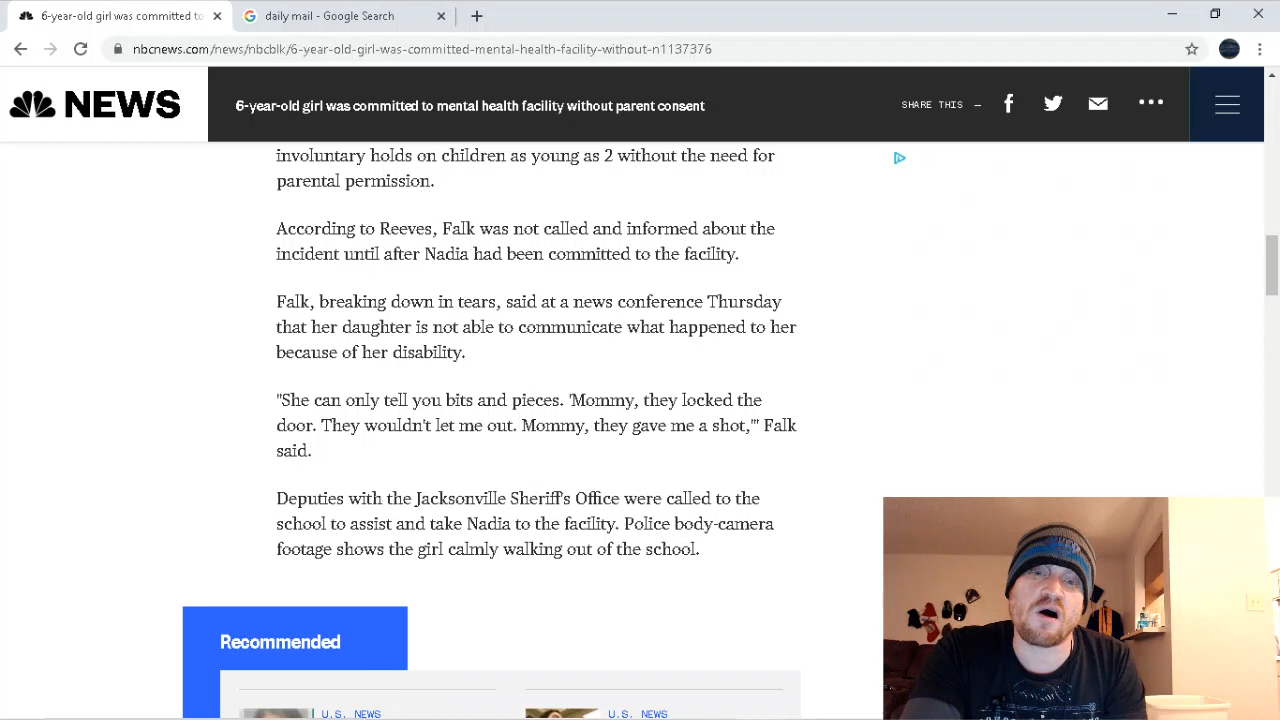 6-year-old girl was committed to
daily mail - Google Search
nbcnews.com/news/nbcblk/6-year-old-girl-was-committed-mental-health-facility-without-n1137376
NEWS
6-year-old girl was committed to mental health facility without parent consent
SHARE THIS —
involuntary holds on children as young as 2 without the need for
parental permission.
According to Reeves, Falk was not called and informed about the
incident until after Nadia had been committed to the facility.
Falk, breaking down in tears, said at a news conference Thursday
that her daughter is not able to communicate what happened to her
because of her disability.
"She can only tell you bits and pieces. 'Mommy, they locked the
door. They wouldn't let me out. Mommy, they gave me a shot,'" Falk
said.
Deputies with the Jacksonville Sheriff's Office were called to the
school to assist and take Nadia to the facility. Police body-camera
footage shows the girl calmly walking out of the school.
Recommended
U.S. NEWS
U.S. NEWS